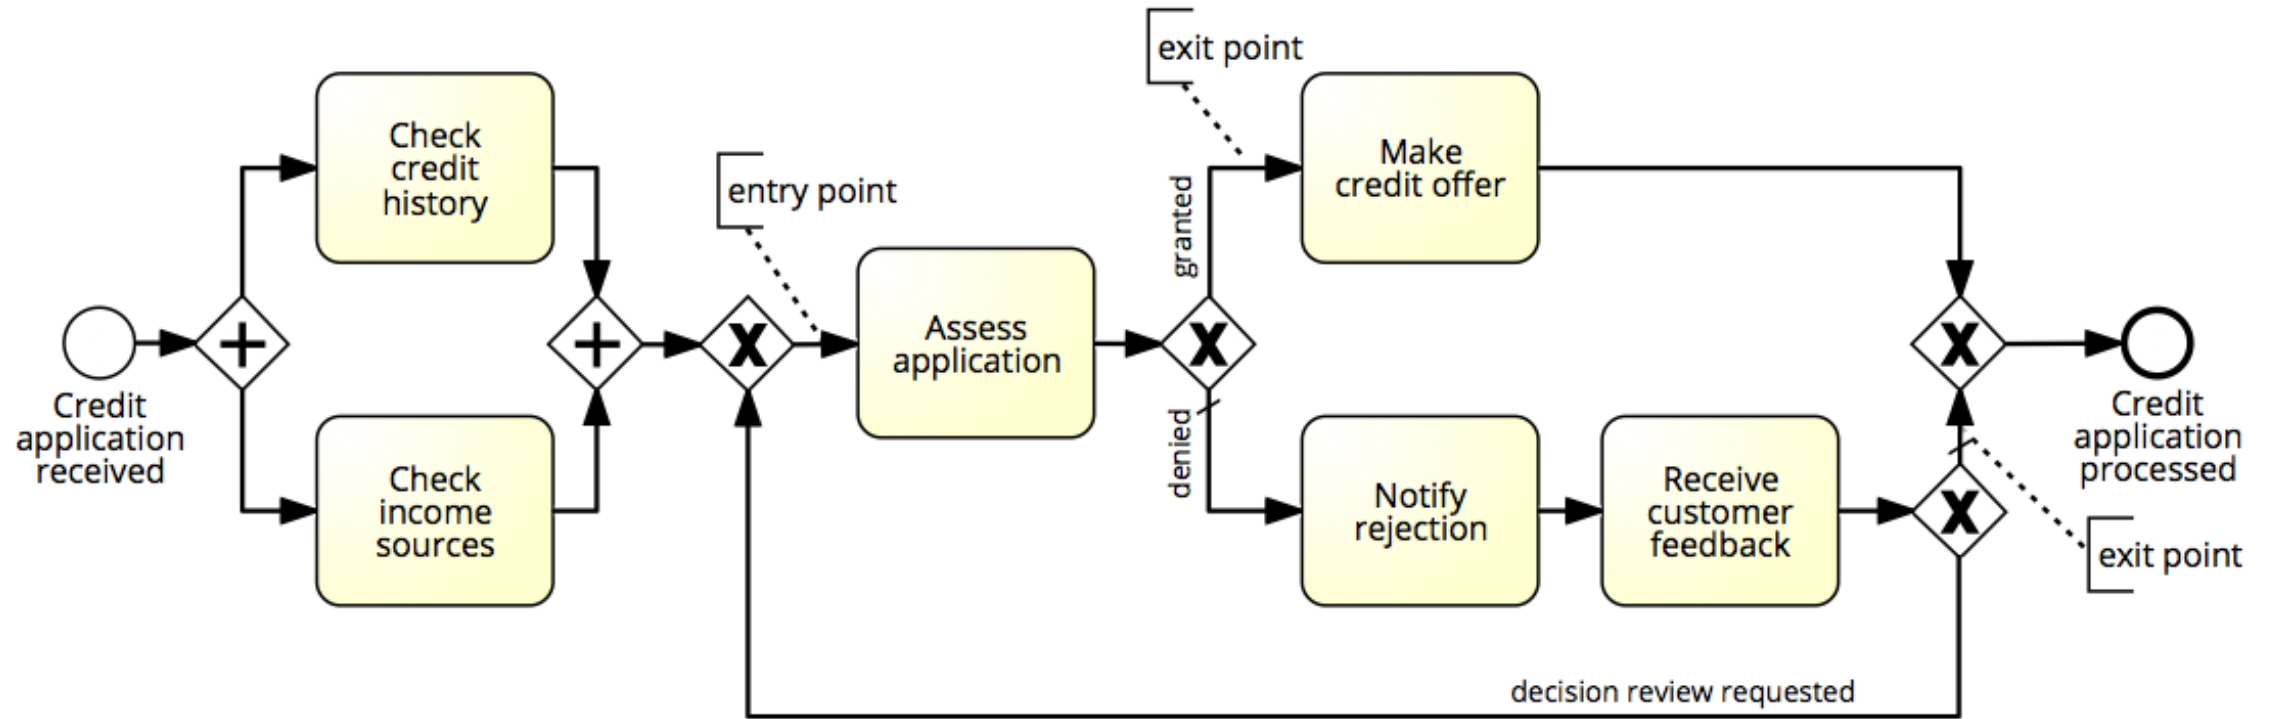 exit point
Check
credit
history
Make
credit offer
entry point
granted
Assess
application
Credit
application
received
Check
income
sources
denied
Notify
rejection
Receive
customer
feedback
Credit
application
processed
exit point
decision review requested